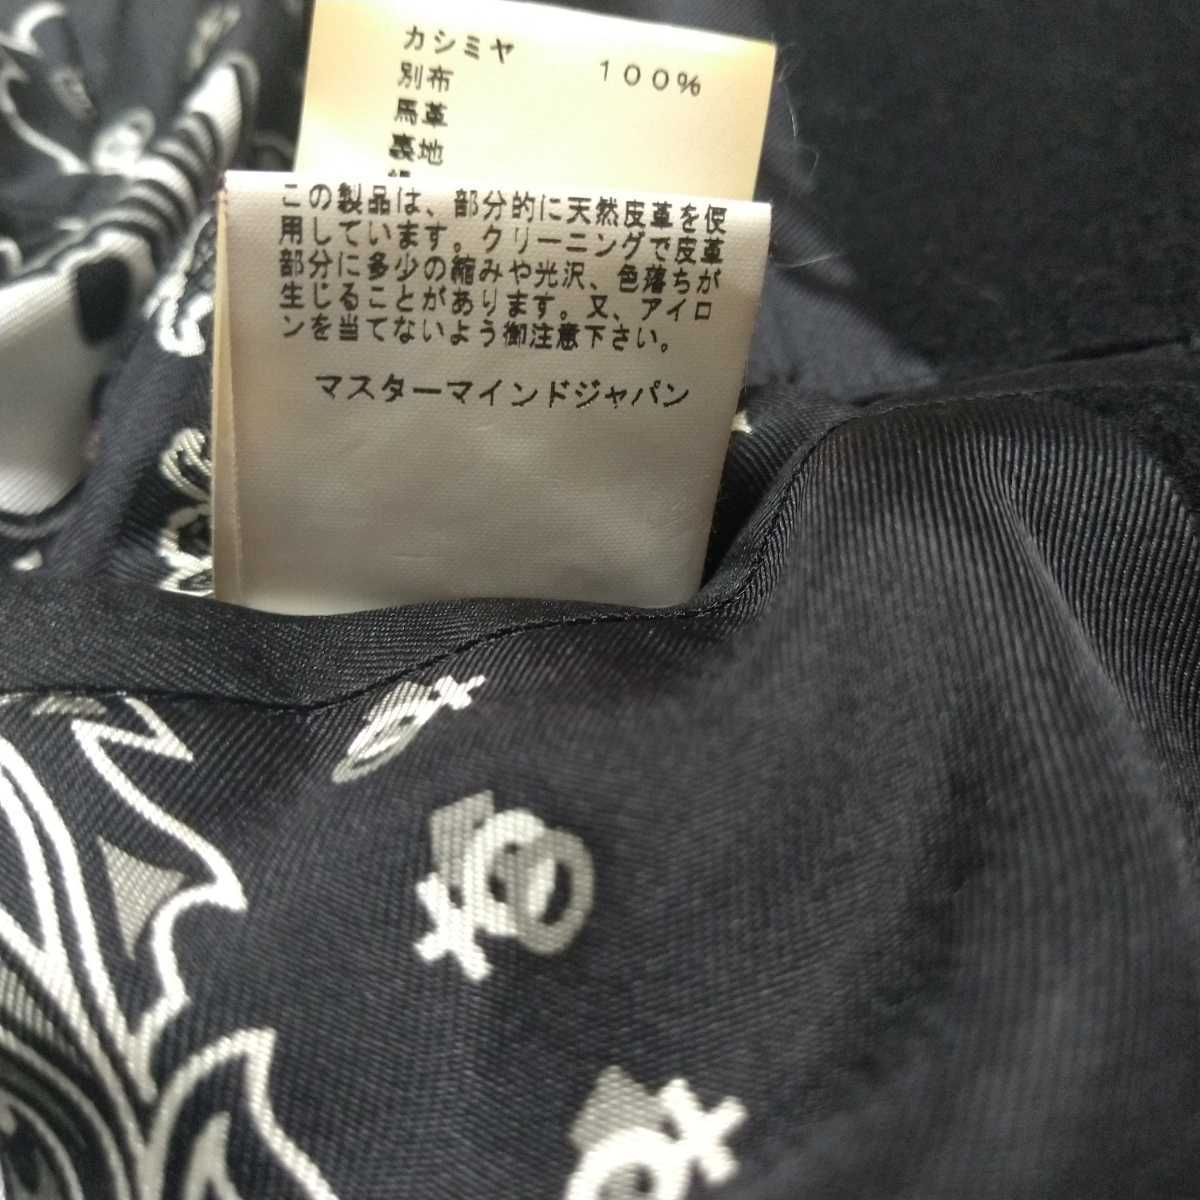 カシミヤ 100%
別布
馬革
裏地
この製品は、部分的に天然皮革を使
用しています。クリーニングで皮革
部分に多少の縮みや光沢、色落ちが
生じることがあります。又、アイロ
ンを当てないよう御注意下さい。
マスターマインドジャパン